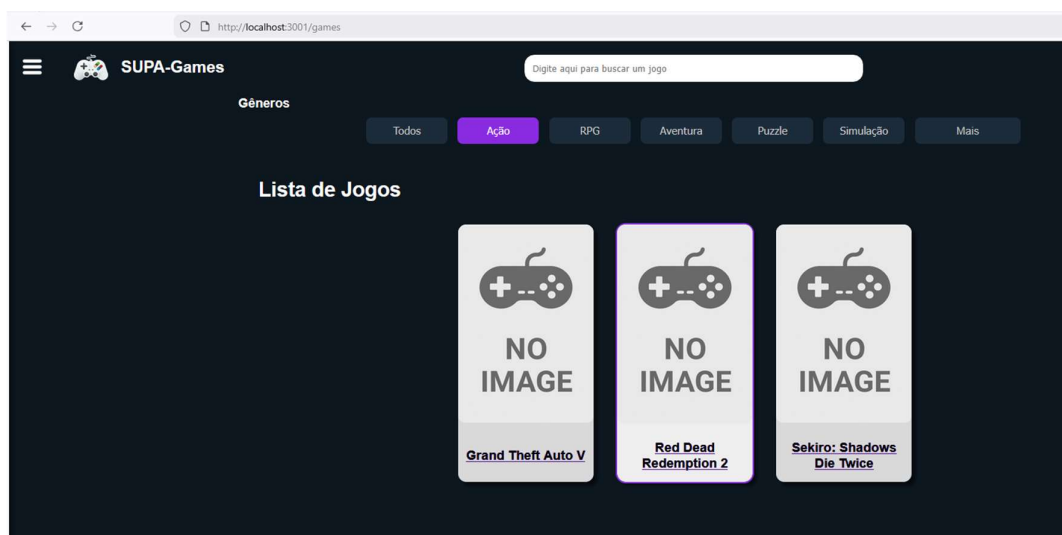 http://localhost:3001/games
SUPA-Games
Digite aqui para buscar um jogo
Gêneros
Todos
Ação
RPG
Aventura
Puzzle
Simulação
Mais
Lista de Jogos
NO
IMAGE
Grand Theft Auto V
NO
IMAGE
Red Dead
Redemption 2
NO
IMAGE
Sekiro: Shadows
Die Twice